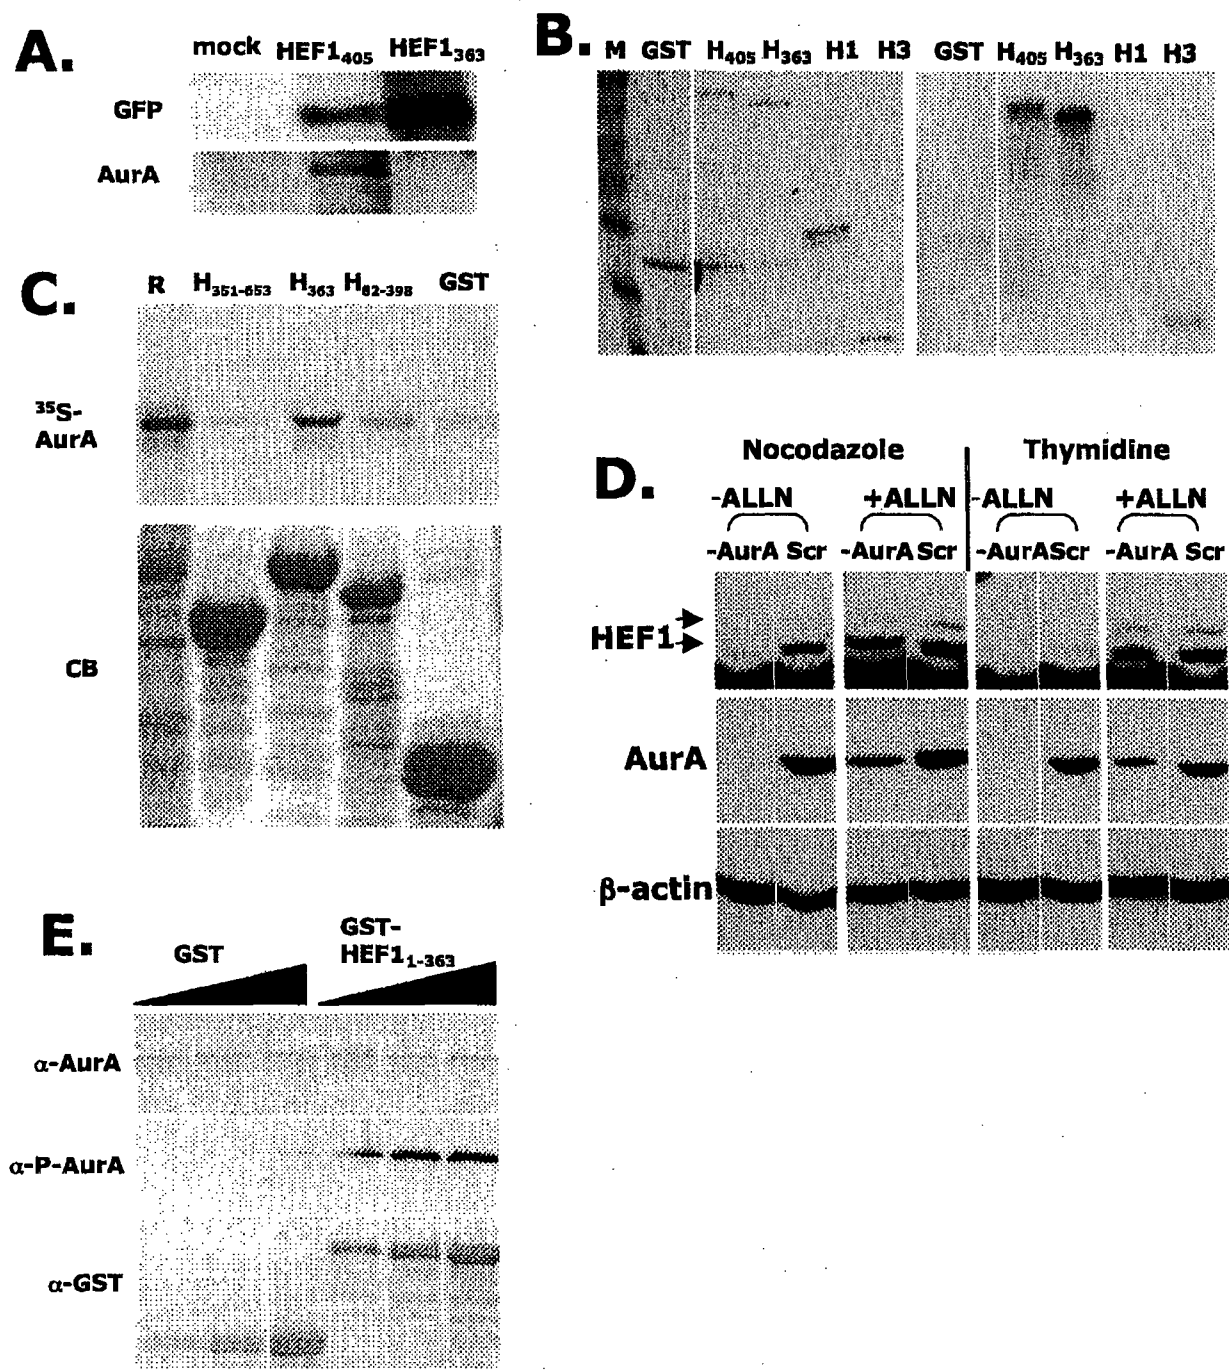 A.
mock HEF1₄₀₅ HEF1₃₆₃
GFP
AurA
B.
M GST H₄₀₅ H₃₆₃ H1 H3 GST H₄₀₅ H₃₆₃ H1 H3
C.
R H₃₅₁₋₆₅₃ H₃₆₃ H₈₂₋₃₉₈ GST
³⁵S-
AurA
CB
D.
Nocodazole Thymidine
-ALLN +ALLN -ALLN +ALLN
-AurA Scr -AurA Scr -AurA Scr -AurA Scr
HEF1
AurA
β-actin
E.
GST GST-
HEF1₁₋₃₆₃
α-AurA
α-P-AurA
α-GST